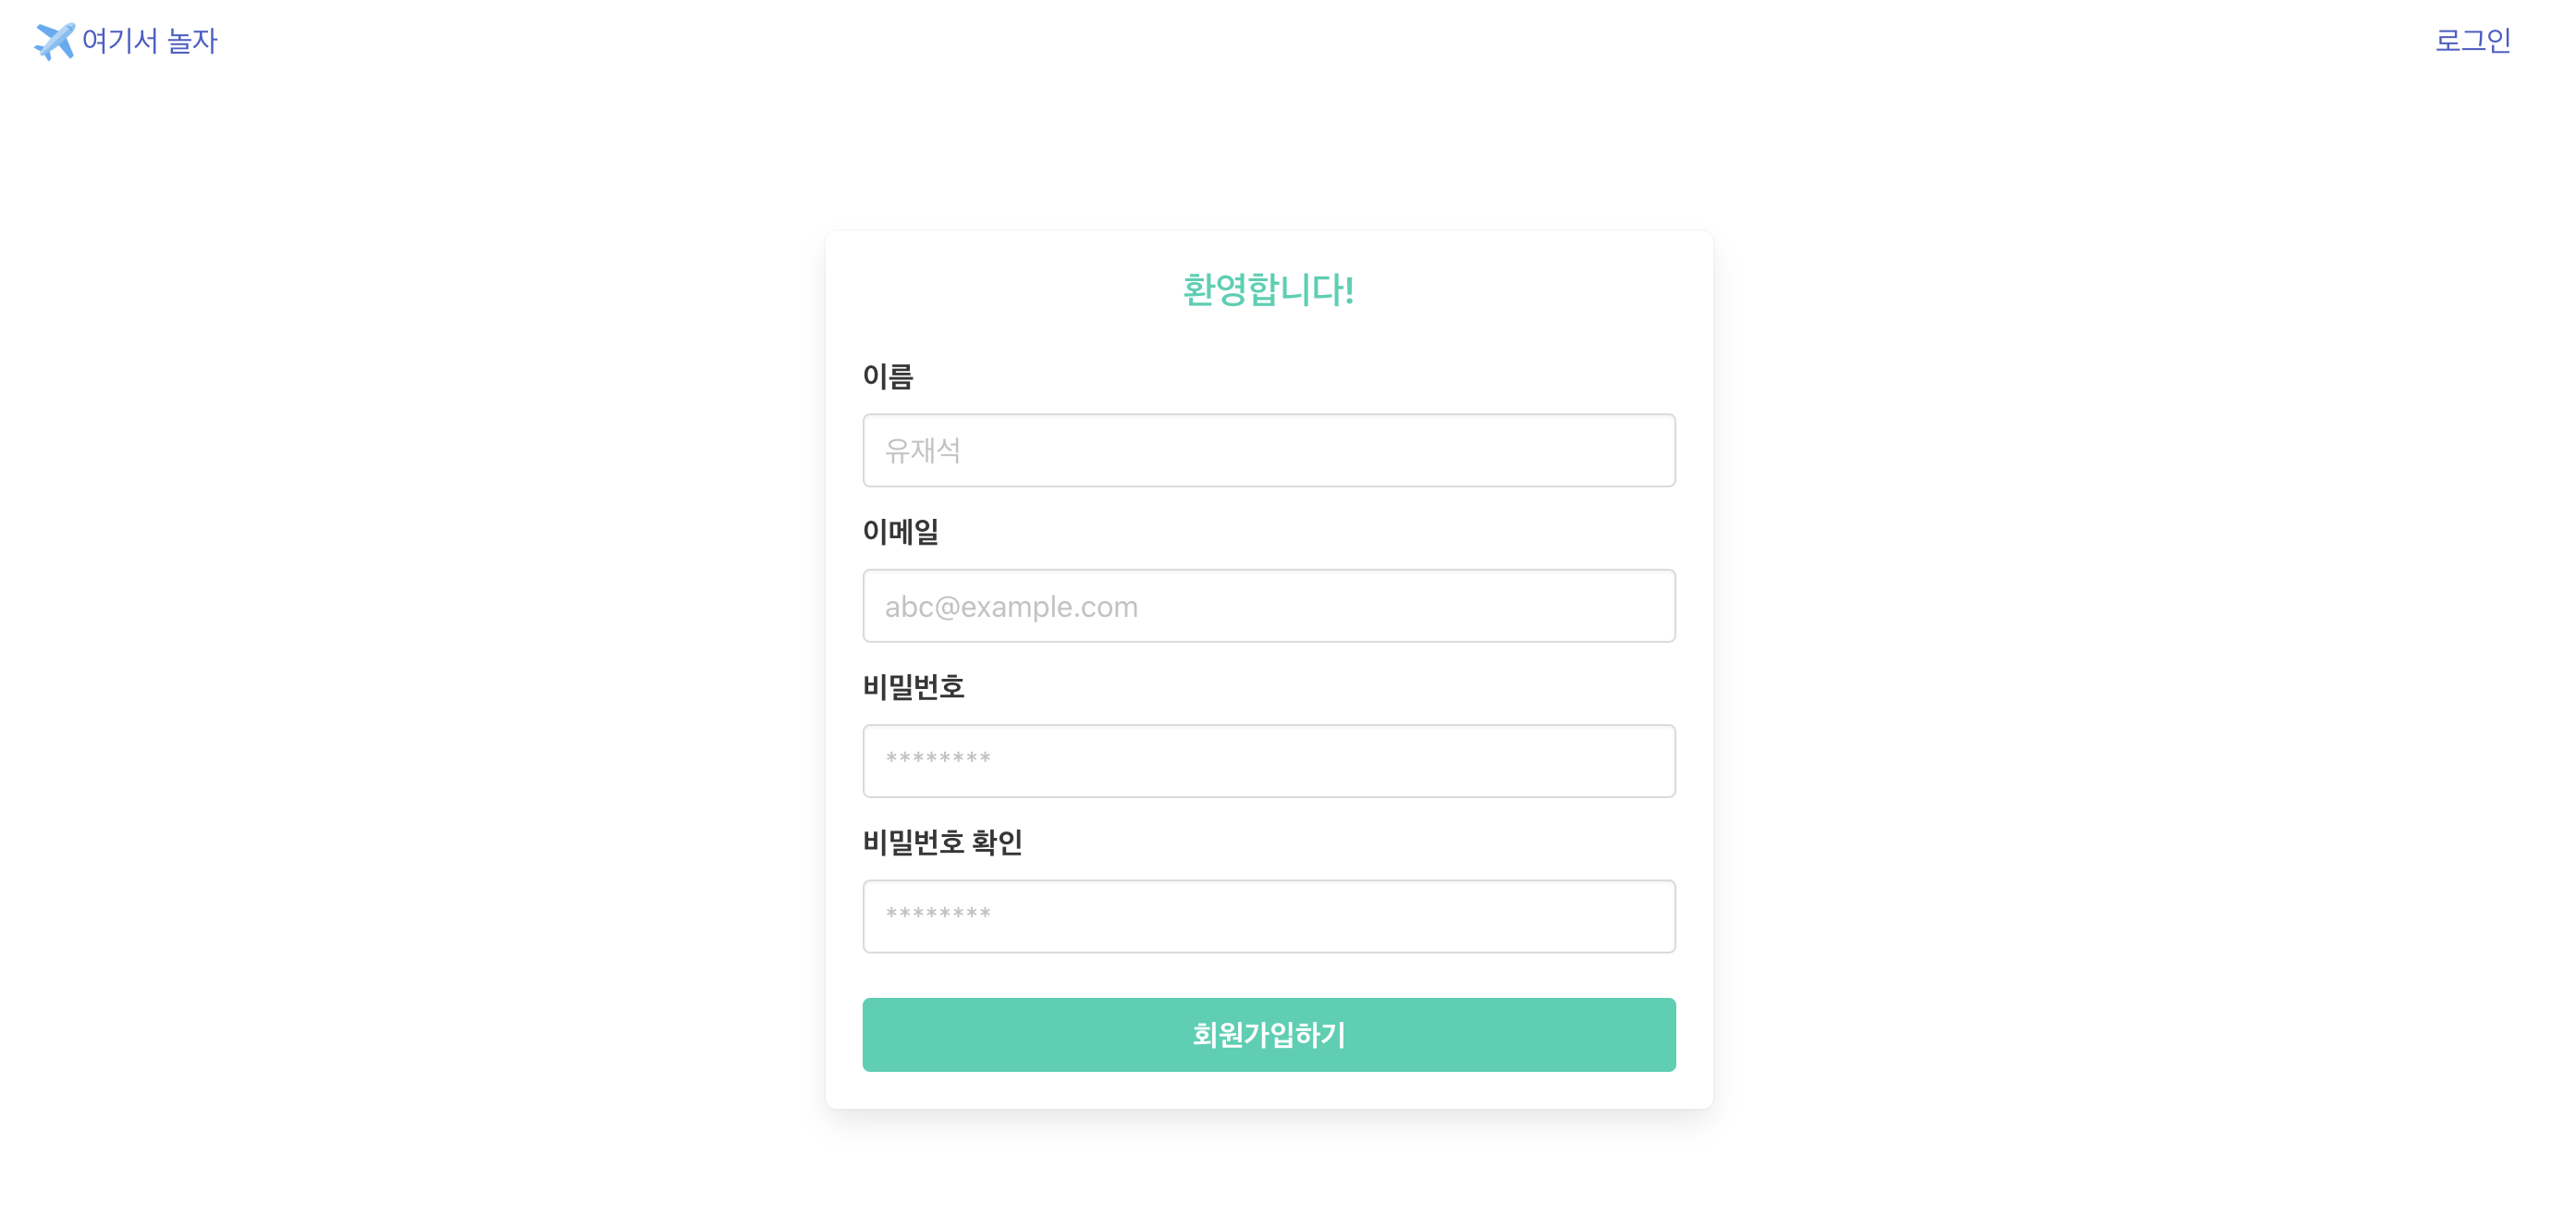 여기서 놀자
로그인
환영합니다!
이름
유재석
이메일
abc@example.com
비밀번호
********
비밀번호 확인
********
회원가입하기